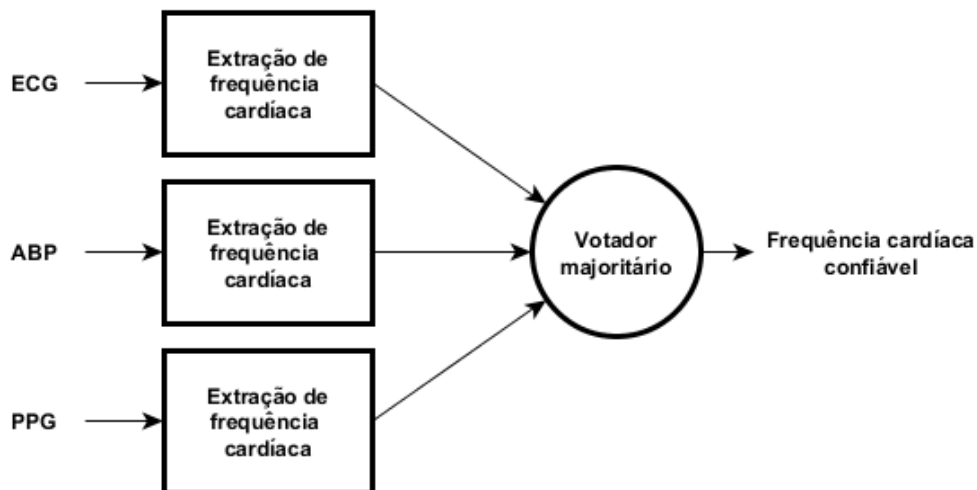 ECG
Extração de
frequência
cardíaca
ABP
Extração de
frequência
cardíaca
PPG
Extração de
frequência
cardíaca
Votador
majoritário
Frequência cardíaca
confiável